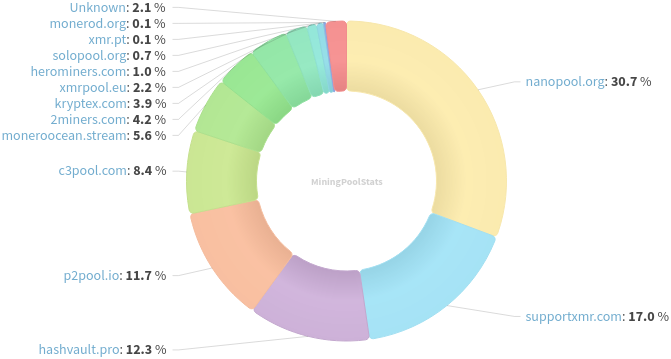 Unknown: 2.1 %
monerod.org: 0.1 %
xmr.pt: 0.1 %
solopool.org: 0.7 %
herominers.com: 1.0 %
xmrpool.eu: 2.2 %
kryptex.com: 3.9 %
2miners.com: 4.2 %
moneroocean.stream: 5.6 %
c3pool.com: 8.4 %
p2pool.io: 11.7 %
hashvault.pro: 12.3 %
MiningPoolStats
nanopool.org: 30.7 %
supportxmr.com: 17.0 %